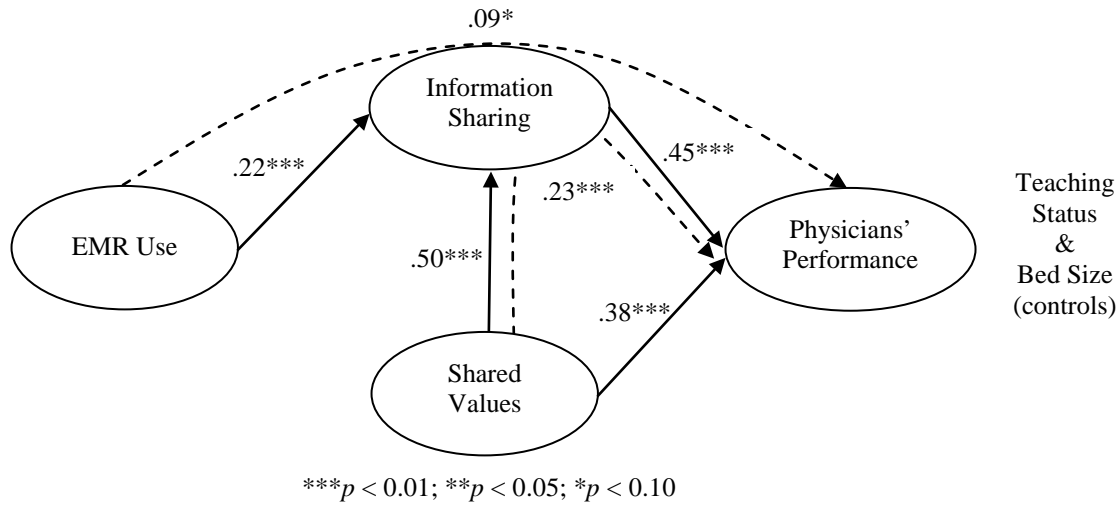 .09*
Information
Sharing
.22***
.45***
.23***
EMR Use
Physicians’
Performance
Teaching
Status
&
Bed Size
(controls)
.50***
.38***
Shared
Values
***p < 0.01; **p < 0.05; *p < 0.10